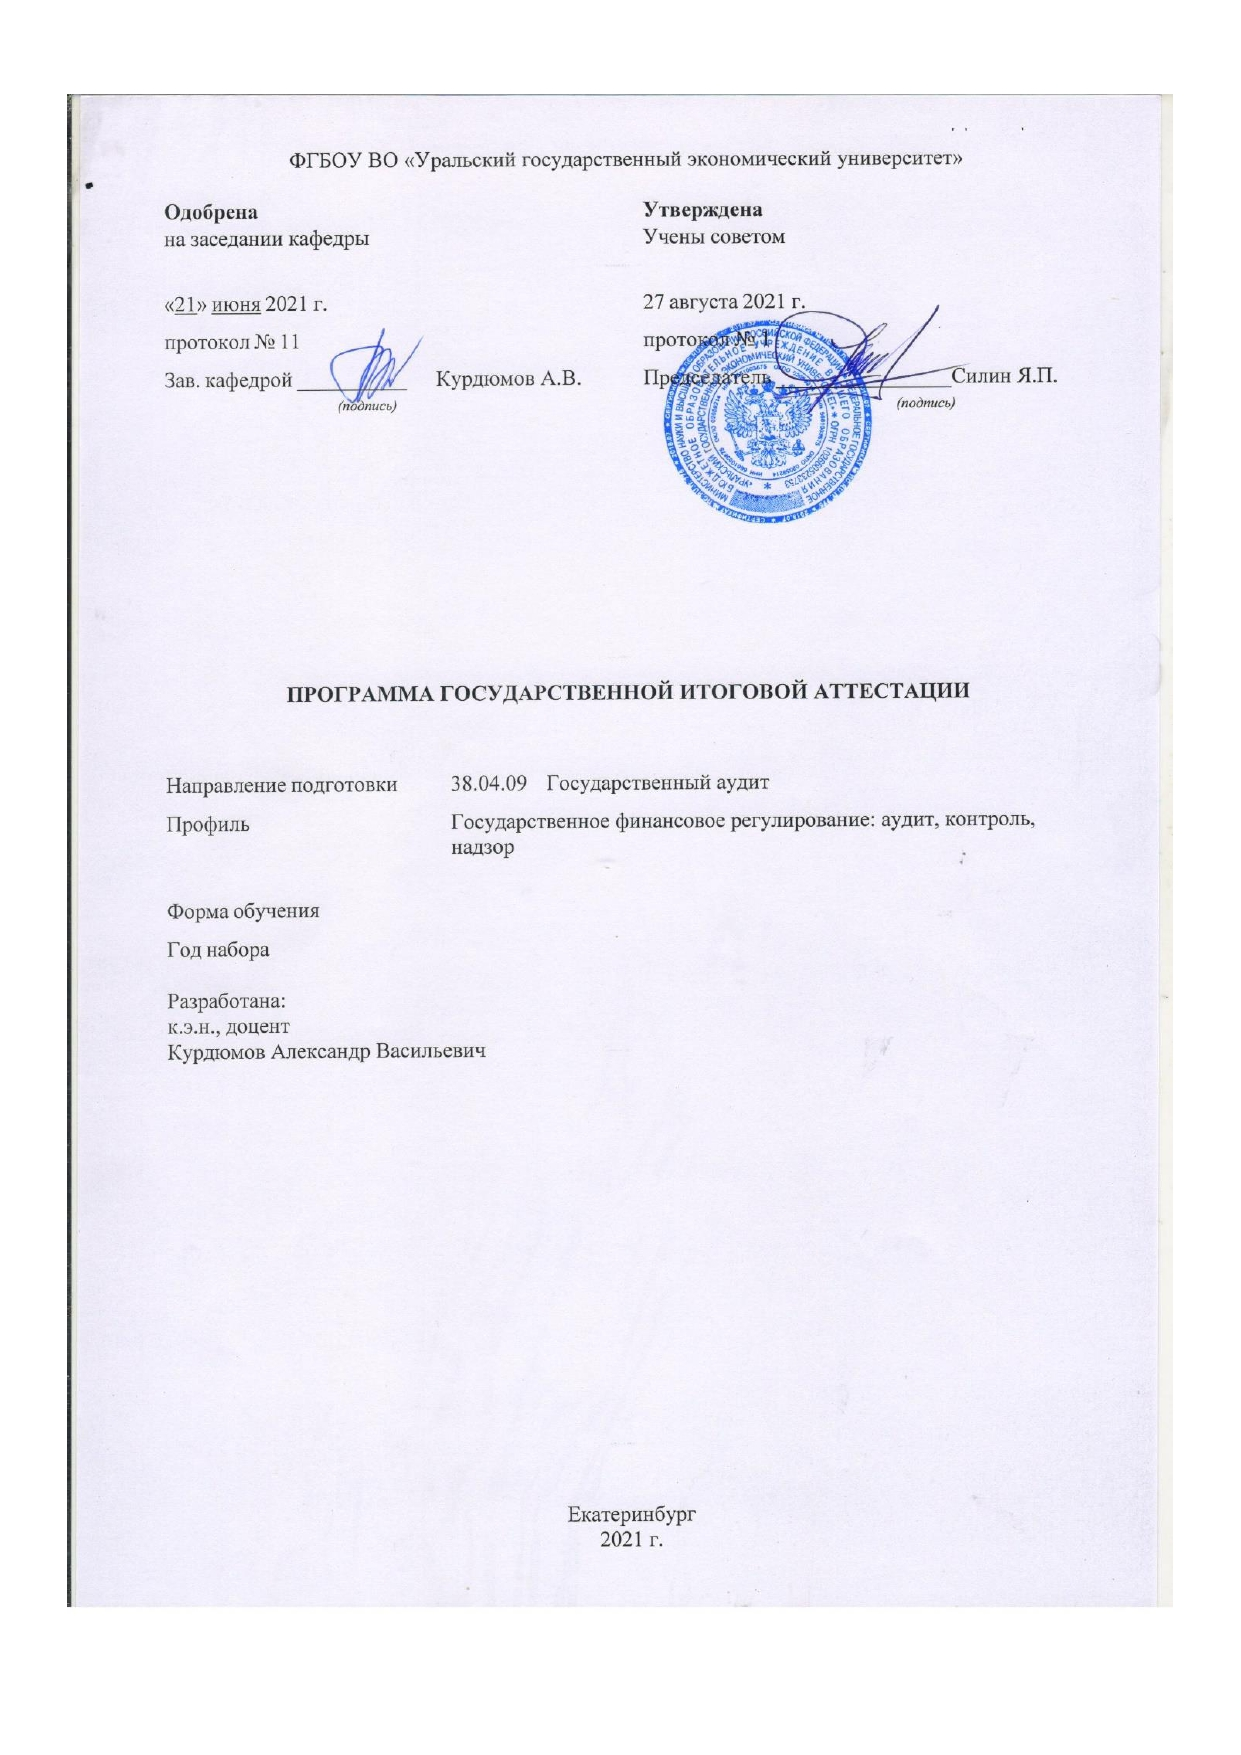 ФГБОУ ВО «Уральский государственный экономический университет»
Одобрена
на заседании кафедры
«21» июня 2021 г.
протокол № 11
Зав. кафедрой __________ Курдюмов А.В.
(подпись)
Утверждена
Учены советом
27 августа 2021 г.
протокол № 1
Председатель ________________ Силин Я.П.
(подпись)
ПРОГРАММА ГОСУДАРСТВЕННОЙ ИТОГОВОЙ АТТЕСТАЦИИ
Направление подготовки 38.04.09 Государственный аудит
Профиль Государственное финансовое регулирование: аудит, контроль,
надзор
Форма обучения
Год набора
Разработана:
к.э.н., доцент
Курдюмов Александр Васильевич
Екатеринбург
2021 г.